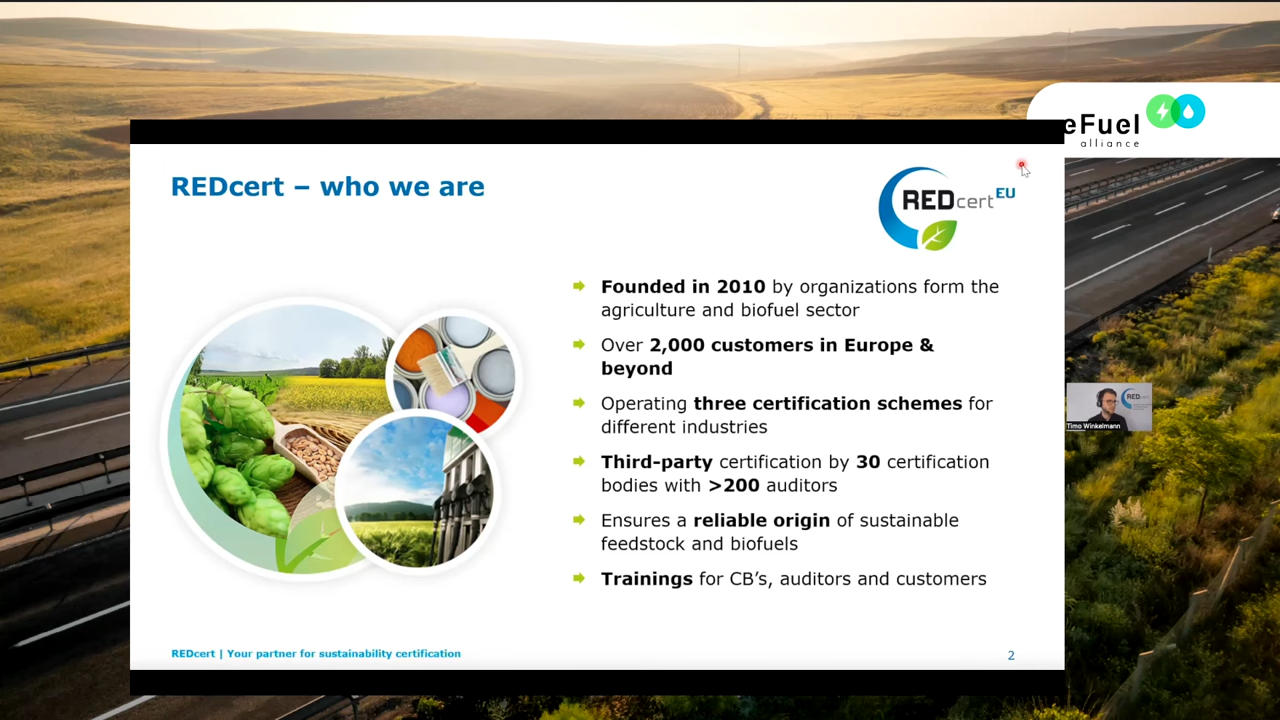 eFuel
alliance
REDcert – who we are
REDcert EU
Founded in 2010 by organizations form the
agriculture and biofuel sector
Over 2,000 customers in Europe &
beyond
Operating three certification schemes for
different industries
Third-party certification by 30 certification
bodies with >200 auditors
Ensures a reliable origin of sustainable
feedstock and biofuels
Trainings for CB's, auditors and customers
REDcert
Timo Winkelmann
REDcert | Your partner for sustainability certification
2